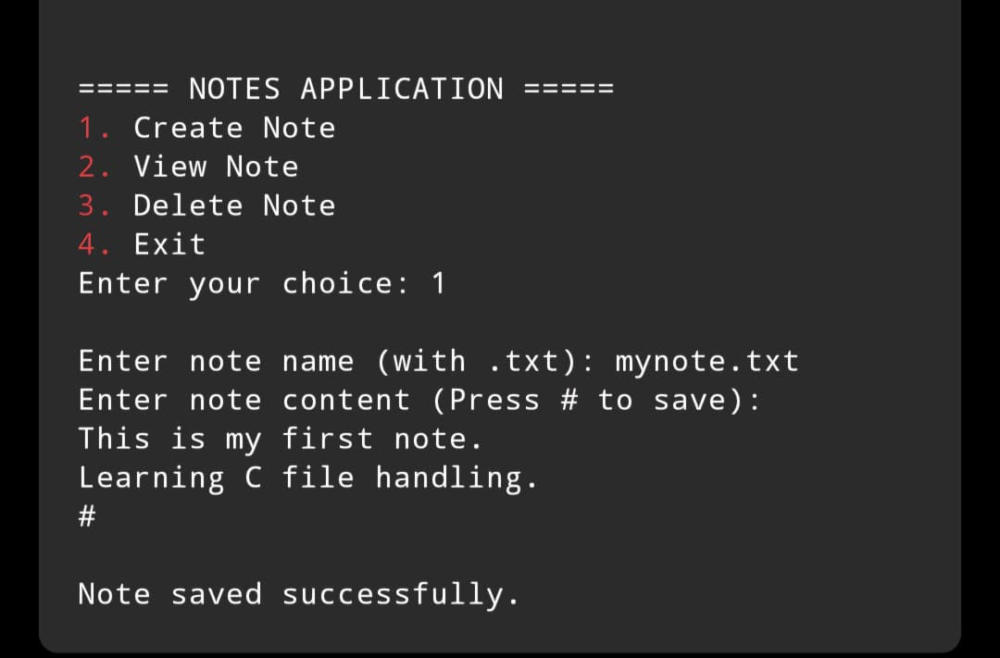 ===== NOTES APPLICATION =====
1. Create Note
2. View Note
3. Delete Note
4. Exit
Enter your choice: 1
Enter note name (with .txt): mynote.txt
Enter note content (Press # to save):
This is my first note.
Learning C file handling.
#
Note saved successfully.